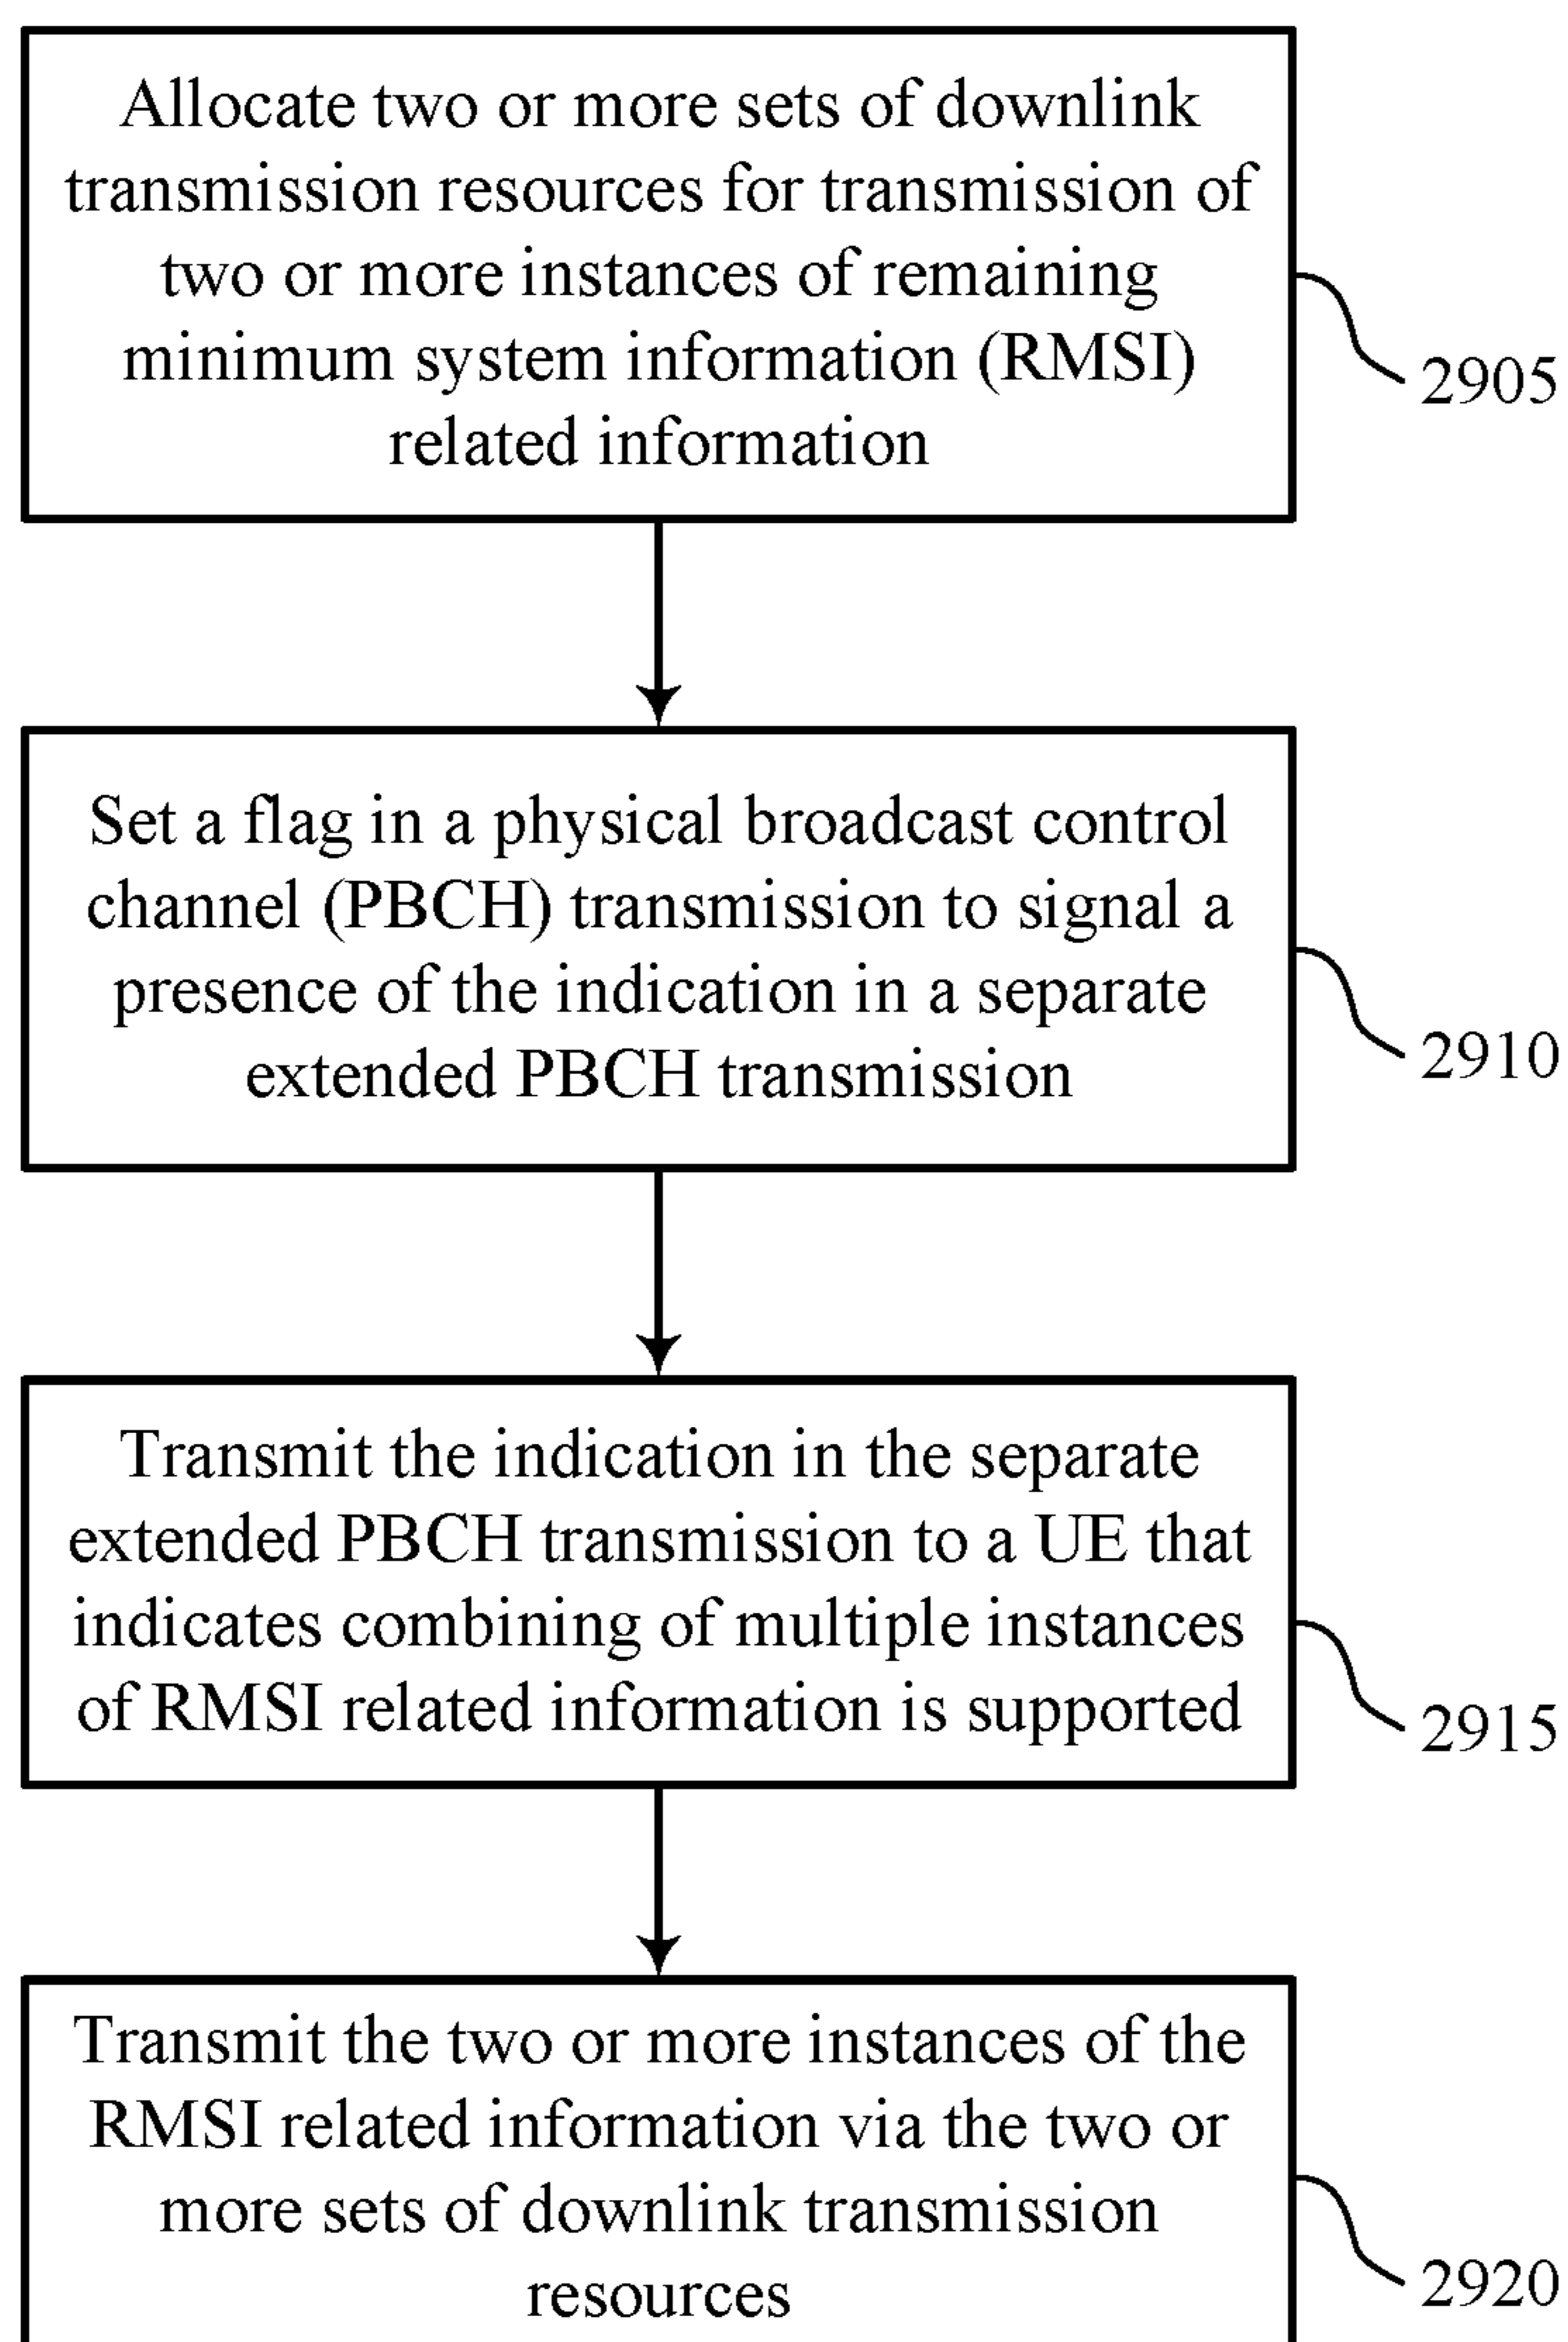 Allocate two or more sets of downlink
transmission resources for transmission of
two or more instances of remaining
minimum system information (RMSI)
related information
2905
Set a flag in a physical broadcast control
channel (PBCH) transmission to signal a
presence of the indication in a separate
extended PBCH transmission
2910
Transmit the indication in the separate
extended PBCH transmission to a UE that
indicates combining of multiple instances
of RMSI related information is supported
2915
Transmit the two or more instances of the
RMSI related information via the two or
more sets of downlink transmission
resources
2920